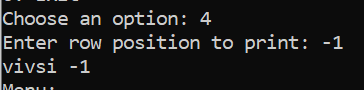 Choose an option: 4
Enter row position to print: -1
vivsi -1
Menu: